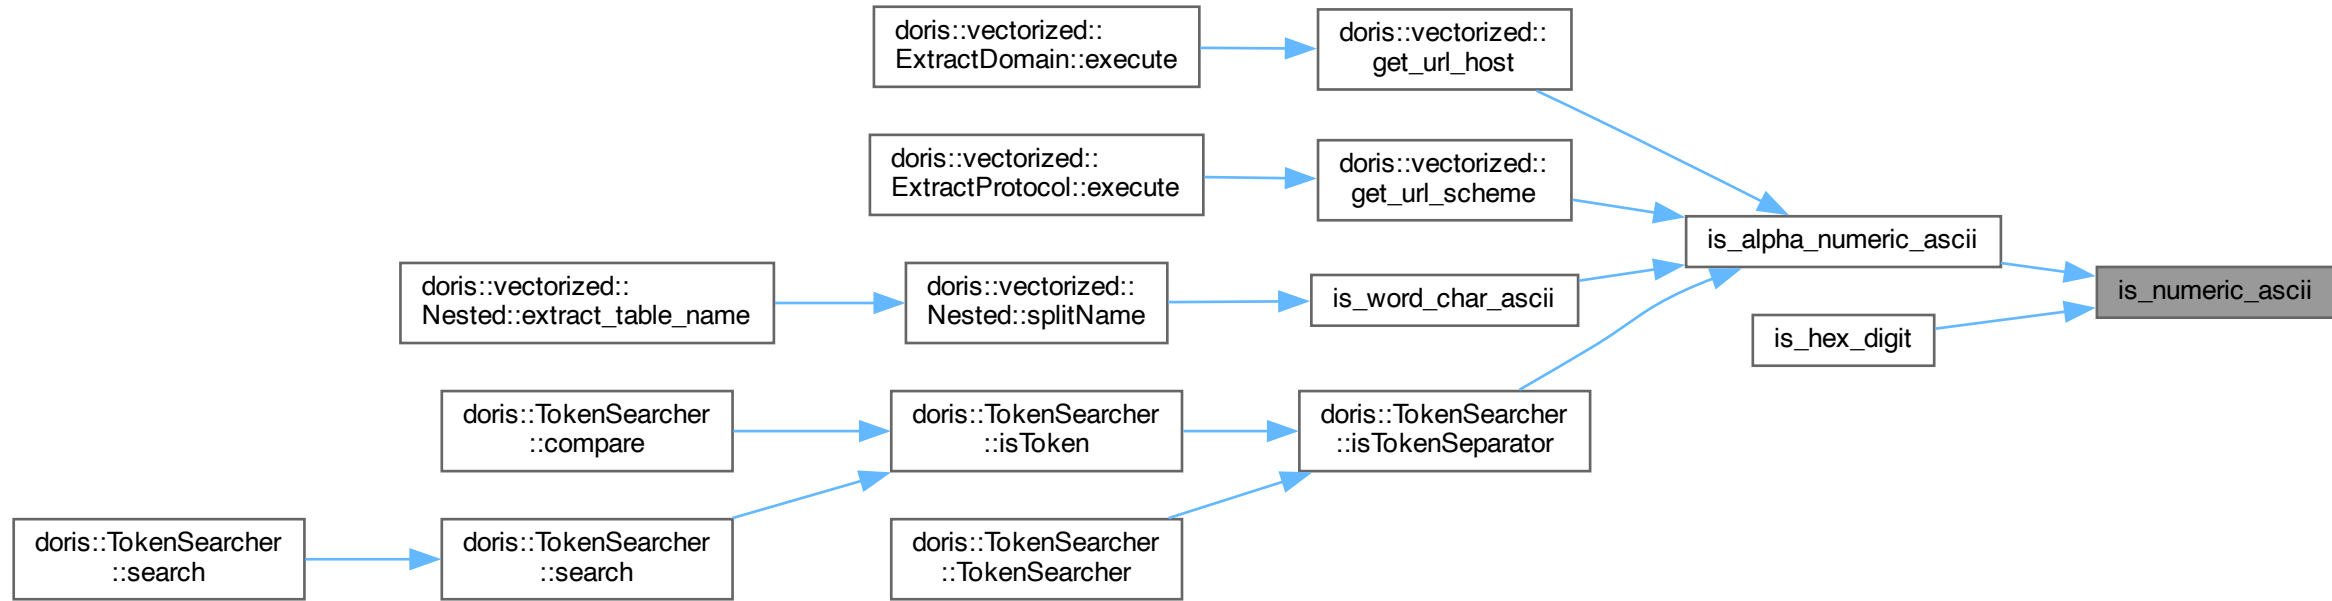 doris::vectorized::
ExtractDomain::execute
doris::vectorized::
get_url_host
doris::vectorized::
ExtractProtocol::execute
doris::vectorized::
get_url_scheme
is_alpha_numeric_ascii
doris::vectorized::
Nested::extract_table_name
doris::vectorized::
Nested::splitName
is_word_char_ascii
is_numeric_ascii
is_hex_digit
doris::TokenSearcher
::compare
doris::TokenSearcher
::isToken
doris::TokenSearcher
::isTokenSeparator
doris::TokenSearcher
::search
doris::TokenSearcher
::search
doris::TokenSearcher
::TokenSearcher